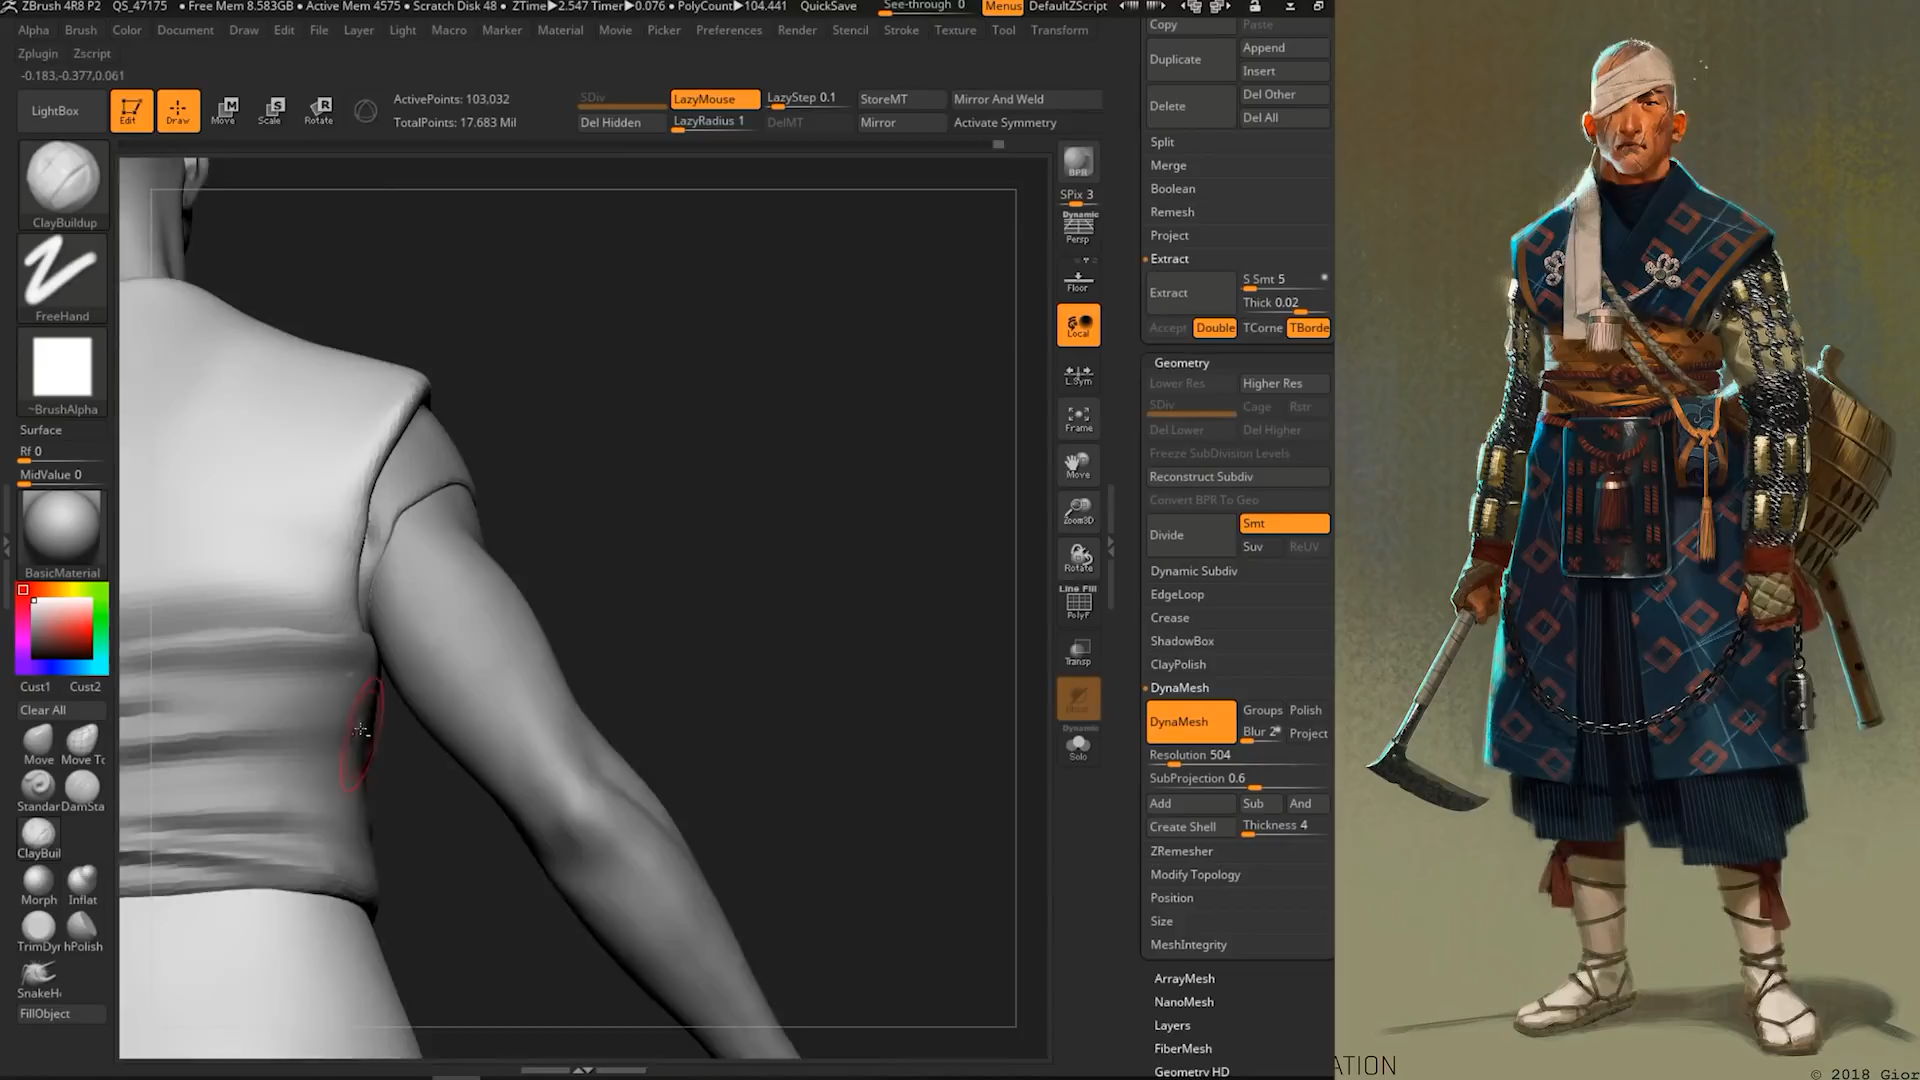 ZBrush 4R8 P2 QS_47175 • Free Mem 8.583GB • Active Mem 4575 • Scratch Disk 48 • ZTime▶2.547 Timer▶0.076 • PolyCount▶104.441 QuickSave See-through 0 Menus DefaultZScript
Alpha Brush Color Document Draw Edit File Layer Light Macro Marker Material Movie Picker Preferences Render Stencil Stroke Texture Tool Transform
Zplugin Zscript
-0.183,-0.377,0.061
LightBox
Edit
Draw
Move
Scale
Rotate
ActivePoints: 103,032
TotalPoints: 17.683 Mil
SDiv
Del Hidden
LazyMouse
LazyRadius 1
LazyStep 0.1
DelMT
StoreMT
Mirror
Mirror And Weld
Activate Symmetry
ClayBuildup
FreeHand
~BrushAlpha
Surface
Rf 0
MidValue 0
BasicMaterial
Cust1 Cust2
Clear All
Move Move To
Standar DamSta
ClayBuil
Morph Inflat
TrimDyr hPolish
SnakeH
FillObject
BPR
SPix 3
Dynamic
Persp
Floor
Local
L.Sym
Frame
Move
Zoom3D
Rotate
Line Fill
PolyF
Transp
Dynamic
Solo
Copy Paste
Duplicate
Append
Insert
Delete
Del Other
Del All
Split
Merge
Boolean
Remesh
Project
Extract
Extract
S Smt 5
Thick 0.02
Accept Double TCorne TBorde
Geometry
Lower Res Higher Res
SDiv Cage Rstr
Del Lower Del Higher
Freeze SubDivision Levels
Reconstruct Subdiv
Convert BPR To Geo
Divide
Smt
Suv ReUV
Dynamic Subdiv
EdgeLoop
Crease
ShadowBox
ClayPolish
DynaMesh
DynaMesh
Groups Polish
Blur 2 Project
Resolution 504
SubProjection 0.6
Add Sub And
Create Shell Thickness 4
ZRemesher
Modify Topology
Position
Size
MeshIntegrity
ArrayMesh
NanoMesh
Layers
FiberMesh
Geometry HD
ATION
© 2018 Gior